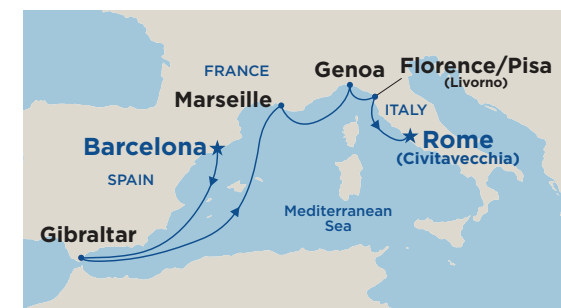 FRANCE
Genoa
Florence/Pisa
(Livorno)
Marseille
ITALY
Barcelona
Rome
(Civitavecchia)
SPAIN
Mediterranean
Sea
Gibraltar